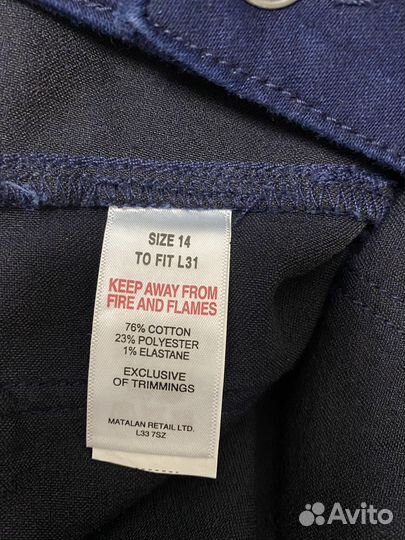 SIZE 14
TO FIT L31
KEEP AWAY FROM
FIRE AND FLAMES
76% COTTON
23% POLYESTER
1% ELASTANE
EXCLUSIVE
OF TRIMMINGS
MATALAN RETAIL LTD.
L33 7SZ
Avito